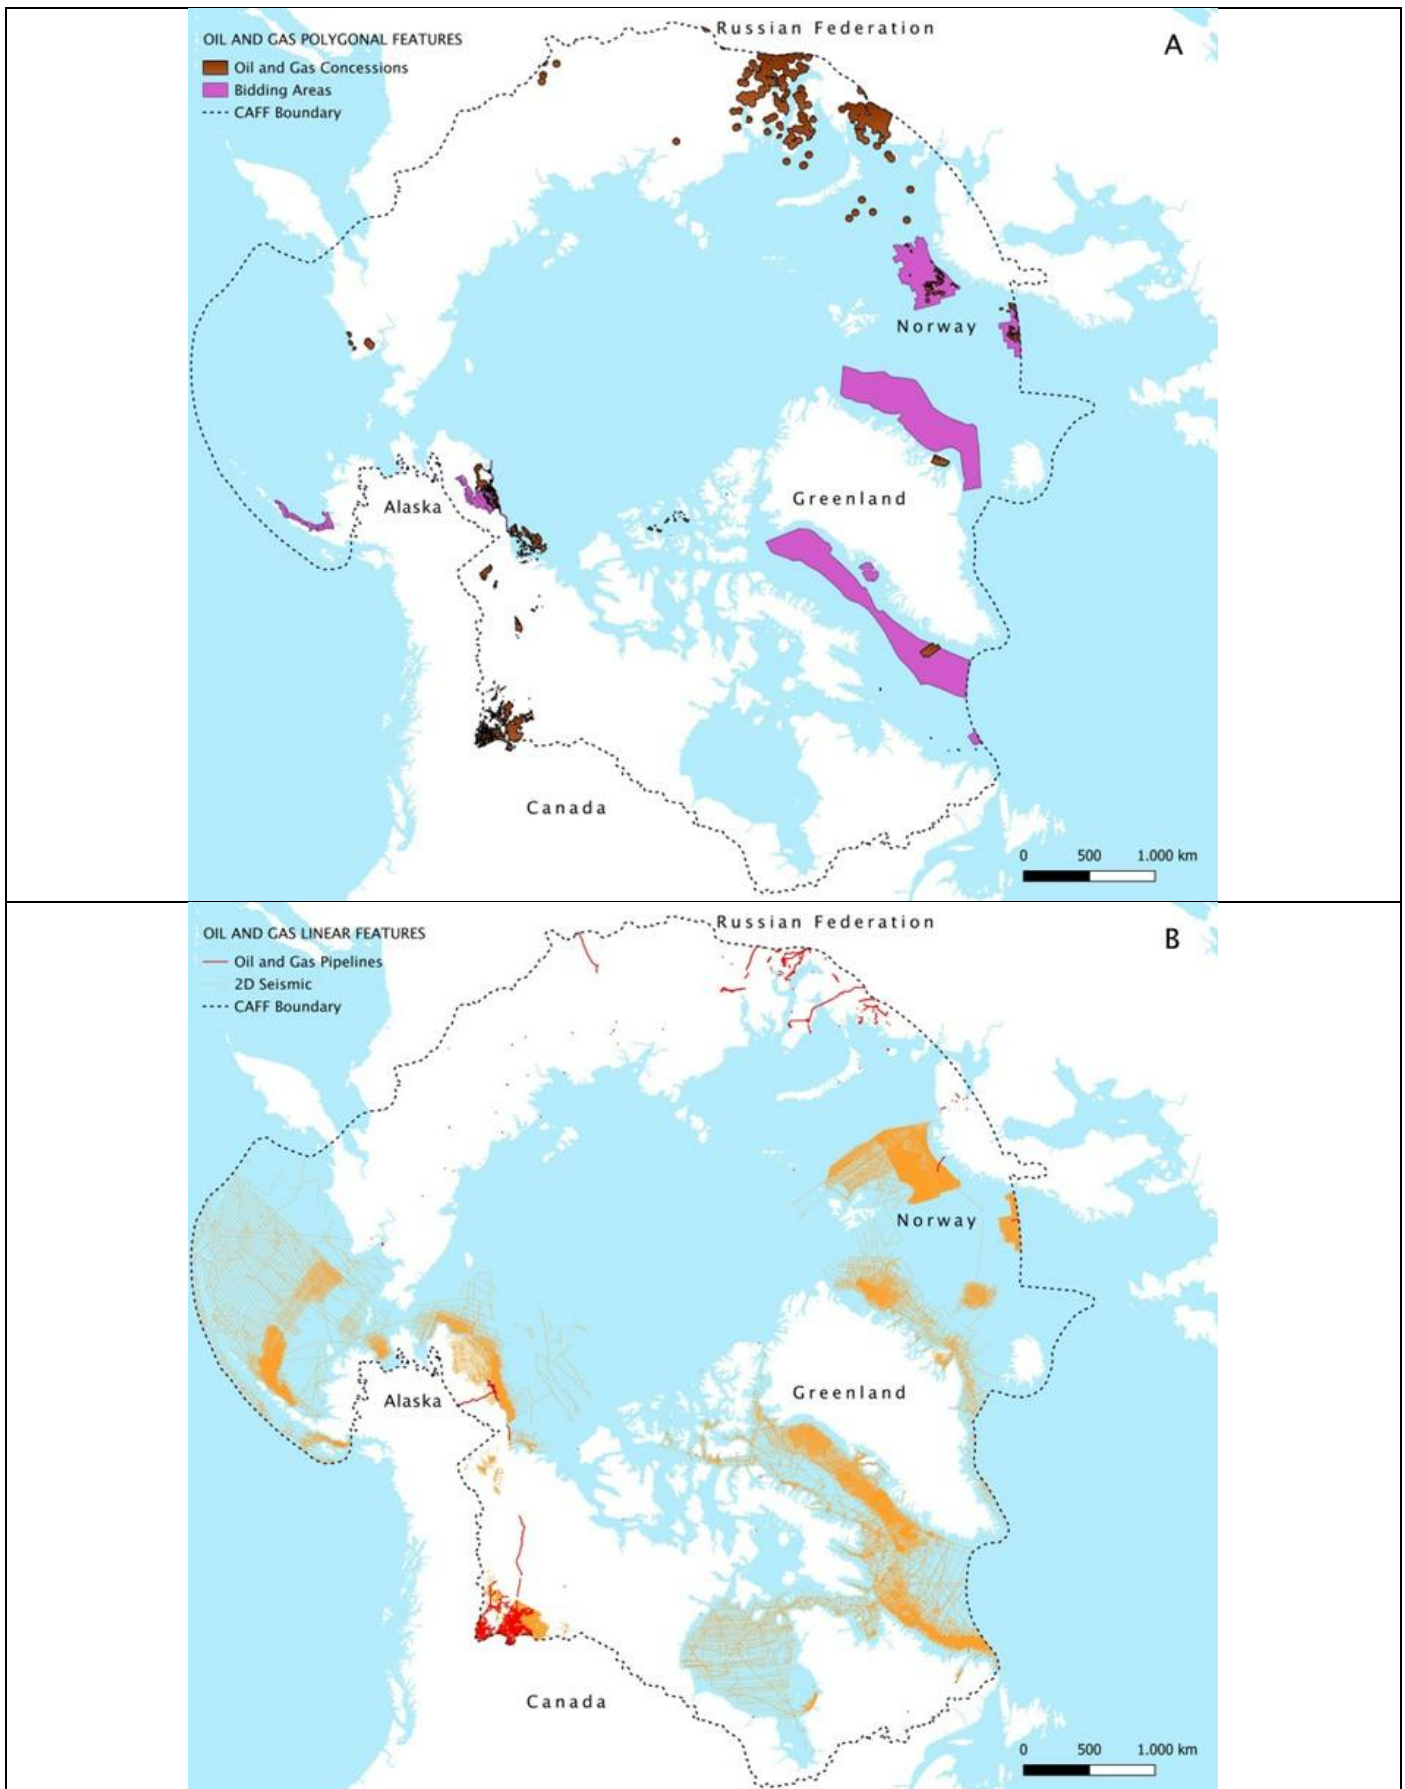 Russian Federation
A
OIL AND GAS POLYGONAL FEATURES
Oil and Gas Concessions
Bidding Areas
CAFF Boundary
Norway
Greenland
Alaska
Canada
0 500 1.000 km
Russian Federation
B
OIL AND GAS LINEAR FEATURES
Oil and Gas Pipelines
2D Seismic
CAFF Boundary
Norway
Greenland
Alaska
Canada
0 500 1.000 km